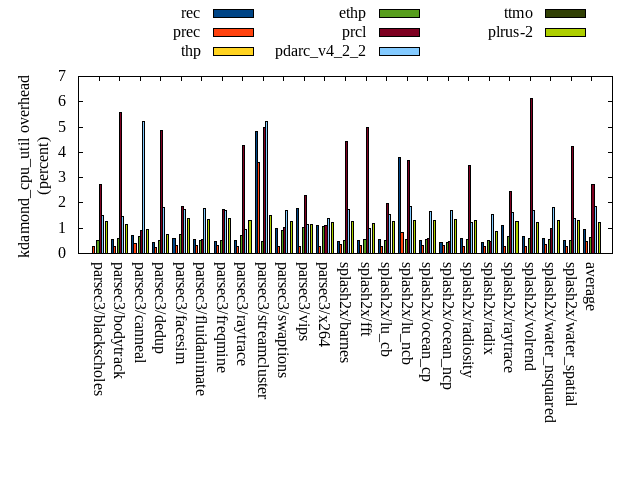 rec ethp ttmo
prec prcl plrus-2
thp pdarc_v4_2_2
kdamond_cpu_util overhead
(percent)
7
6
5
4
3
2
1
0
parsec3/blackscholes
parsec3/bodytrack
parsec3/canneal
parsec3/dedup
parsec3/facesim
parsec3/fluidanimate
parsec3/freqmine
parsec3/raytrace
parsec3/streamcluster
parsec3/swaptions
parsec3/vips
parsec3/x264
splash2x/barnes
splash2x/fft
splash2x/lu_cb
splash2x/lu_ncb
splash2x/ocean_cp
splash2x/ocean_ncp
splash2x/radiosity
splash2x/radix
splash2x/raytrace
splash2x/volrend
splash2x/water_nsquared
splash2x/water_spatial
average